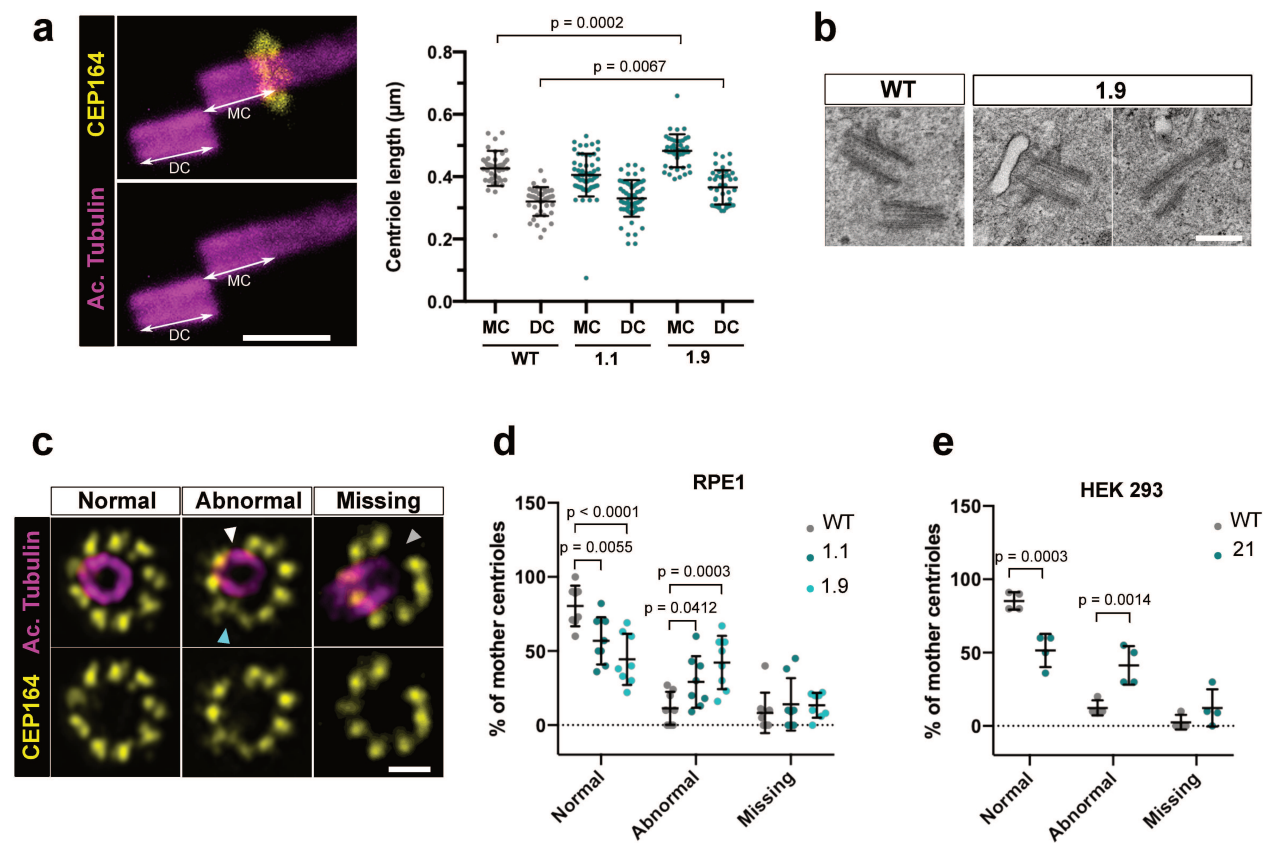 a
CEP164
Ac. Tubulin
MC
DC
MC
DC
Centriole length (µm)
0.8
0.6
0.4
0.2
0.0
p = 0.0002
p = 0.0067
MC DC MC DC MC DC
WT 1.1 1.9
b
WT 1.9
c
Normal Abnormal Missing
Ac. Tubulin
CEP164
d
RPE1
% of mother centrioles
150
100
50
0
p < 0.0001
p = 0.0055
p = 0.0003
p = 0.0412
WT
1.1
1.9
Normal
Abnormal
Missing
e
HEK 293
% of mother centrioles
150
100
50
0
p = 0.0003
p = 0.0014
WT
21
Normal
Abnormal
Missing